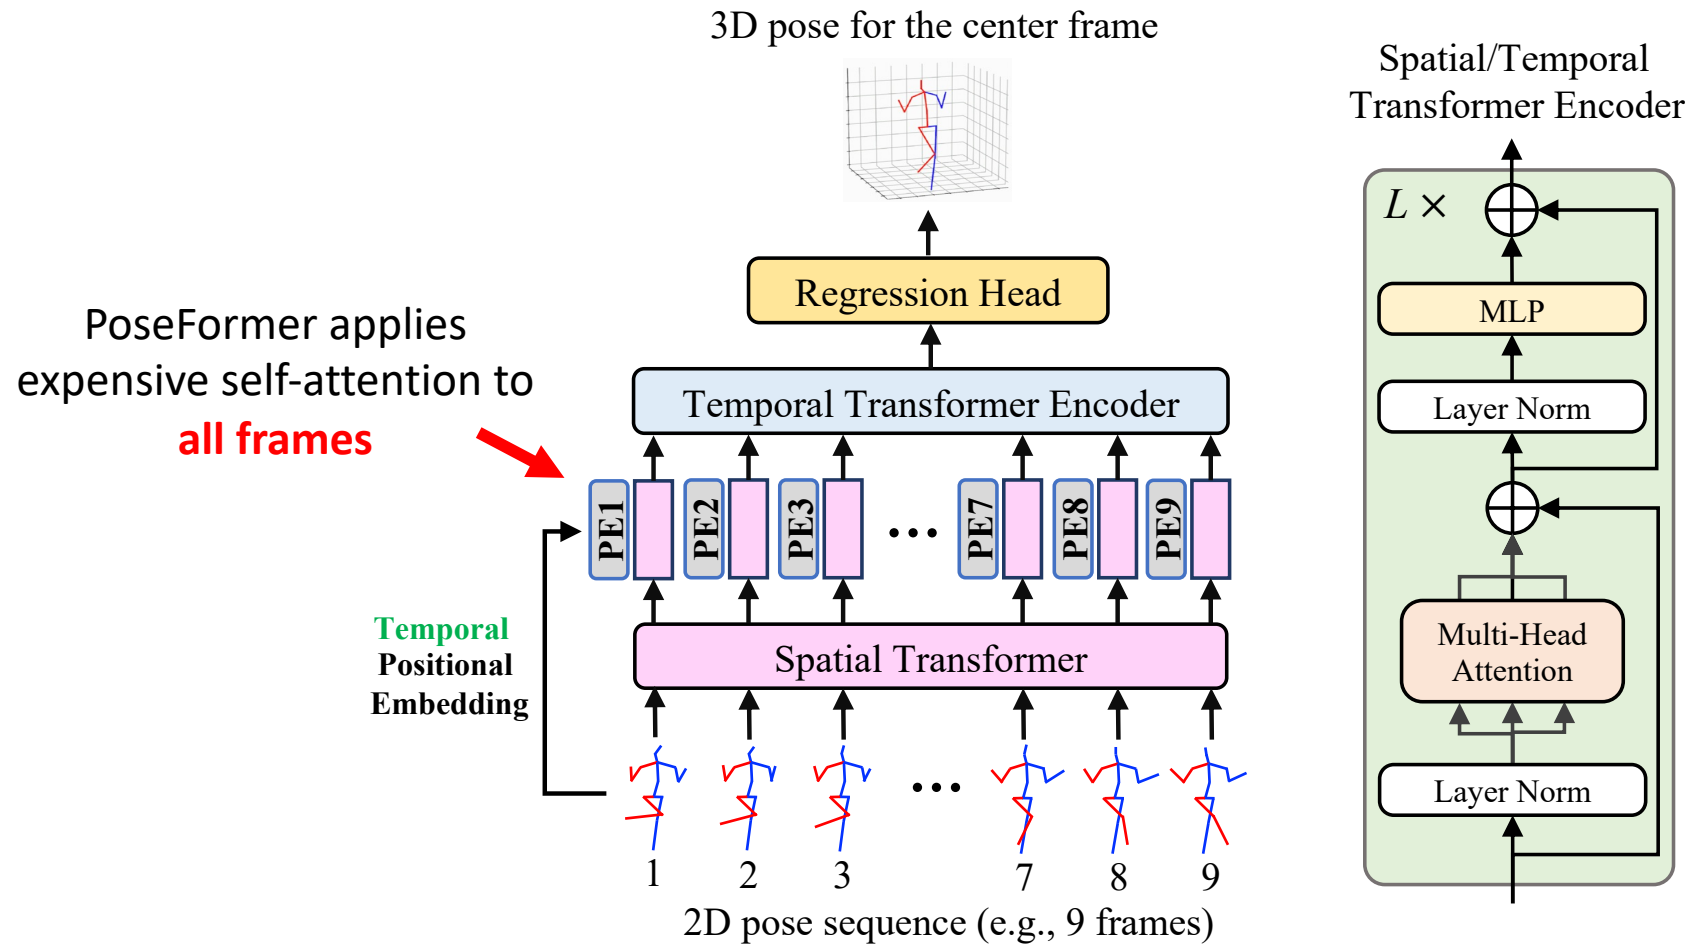 3D pose for the center frame
Regression Head
PoseFormer applies
expensive self-attention to
all frames
Temporal Transformer Encoder
PE1 PE2 PE3 ... PE7 PE8 PE9
Temporal
Positional
Embedding
Spatial Transformer
...
1 2 3 7 8 9
2D pose sequence (e.g., 9 frames)
Spatial/Temporal
Transformer Encoder
L ×
MLP
Layer Norm
Multi-Head
Attention
Layer Norm